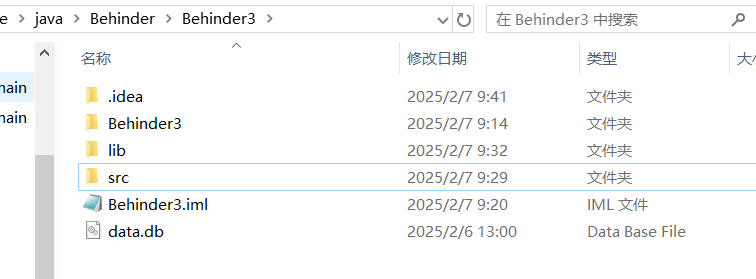 e > java > Behinder > Behinder3 > 在 Behinder3 中搜索
名称 修改日期 类型 大小
.idea 2025/2/7 9:41 文件夹
main
Behinder3 2025/2/7 9:14 文件夹
main
lib 2025/2/7 9:32 文件夹
src 2025/2/7 9:29 文件夹
Behinder3.iml 2025/2/7 9:20 IML 文件
data.db 2025/2/6 13:00 Data Base File